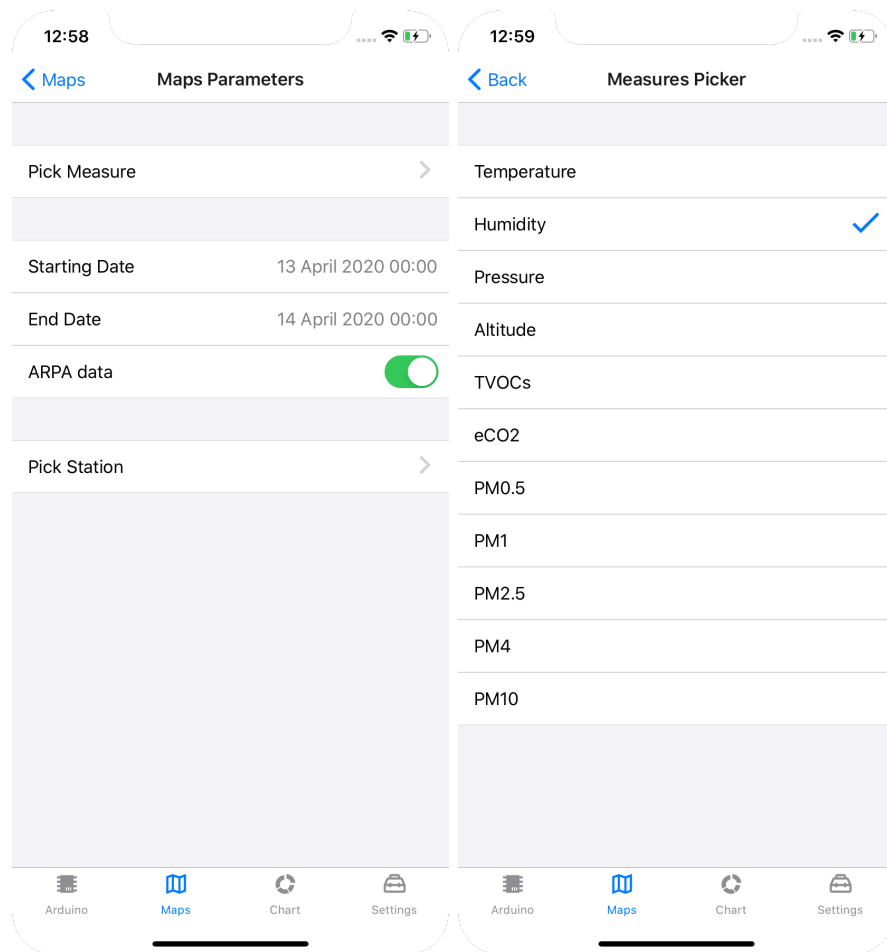 12:58
Maps
Maps Parameters
Pick Measure
Starting Date 13 April 2020 00:00
End Date 14 April 2020 00:00
ARPA data
Pick Station
Arduino Maps Chart Settings
12:59
Back
Measures Picker
Temperature
Humidity
Pressure
Altitude
TVOCs
eCO2
PM0.5
PM1
PM2.5
PM4
PM10
Arduino Maps Chart Settings